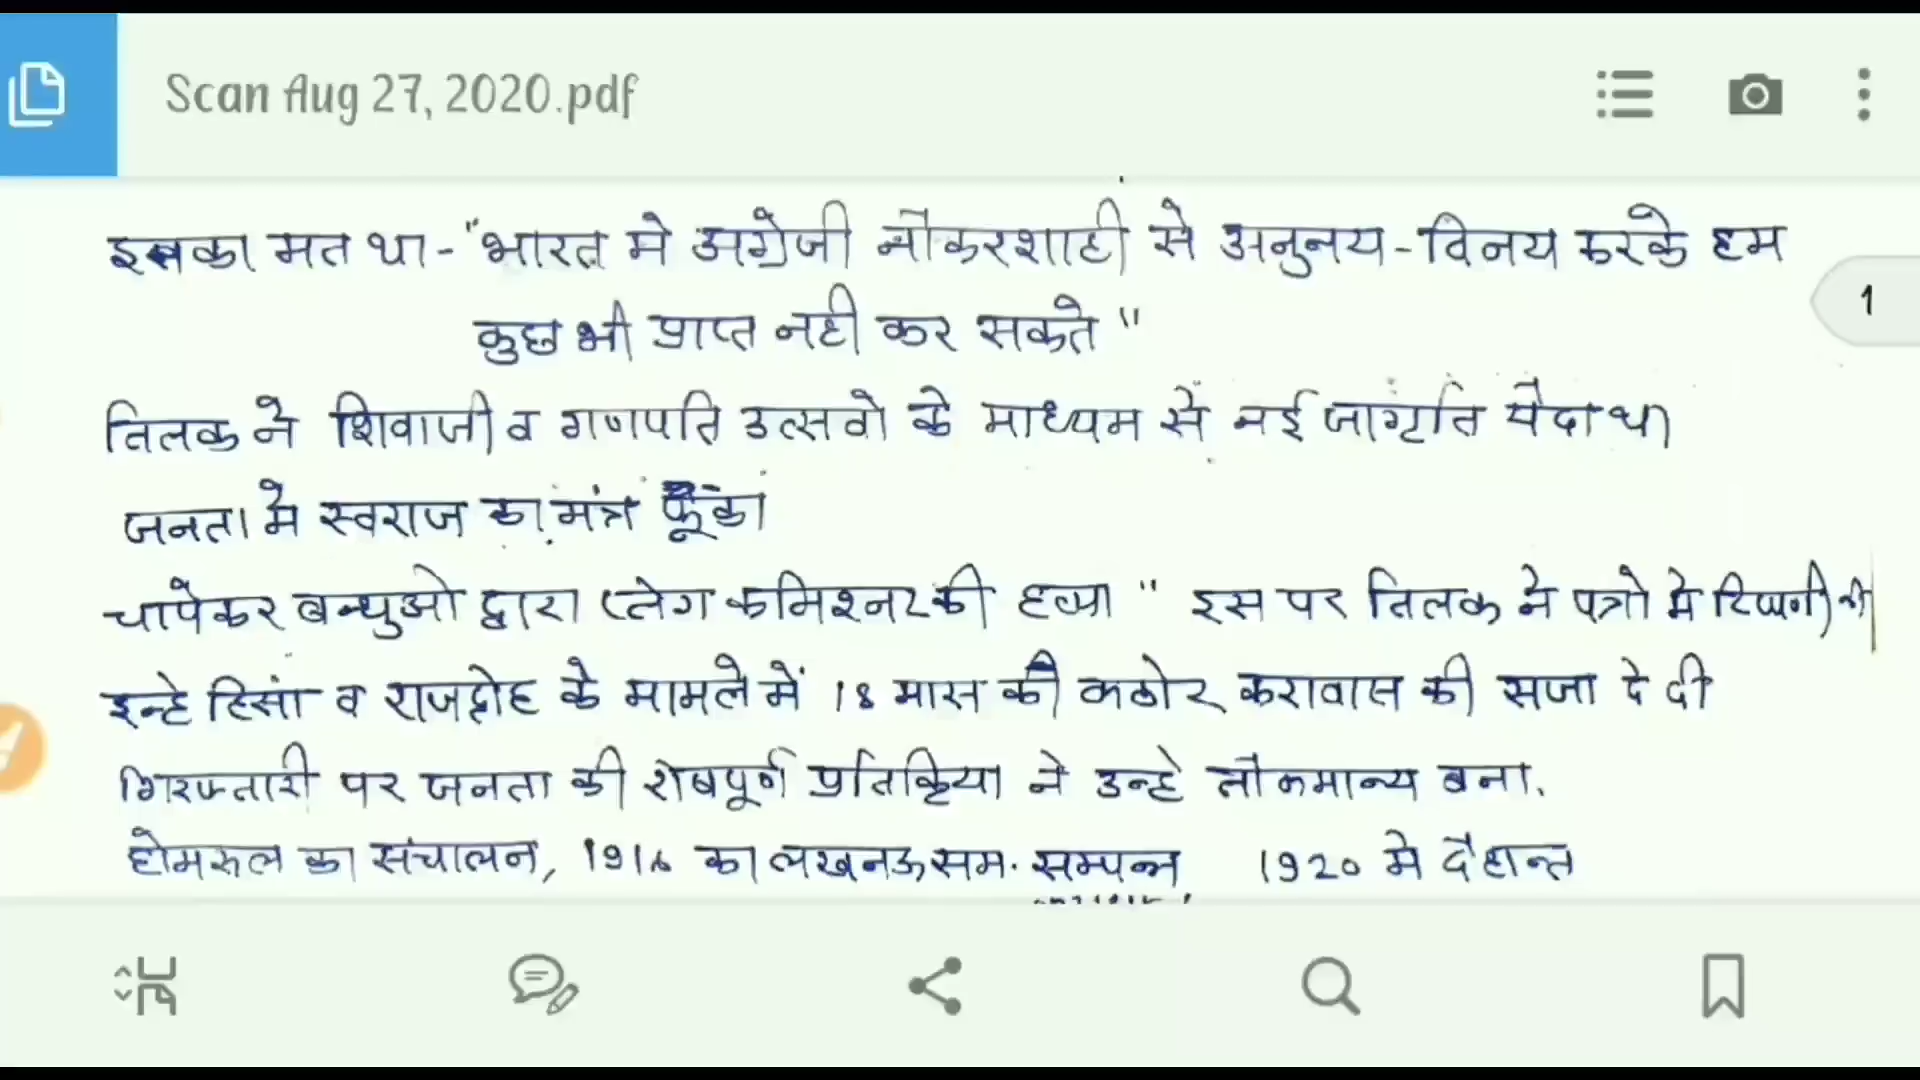 Scan Aug 27, 2020.pdf
इनका मत था - "भारत मे अंग्रेजी नौकरशाही से अनुनय - विनय करके हम
1
कुछ भी प्राप्त नही कर सकते"
तिलक ने शिवाजी व गणपति उत्सवो के माध्यम से नई जागृति पैदा था
जनता मे स्वराज का मंत्र फूंका
चापेकर बन्धुओ द्वारा प्लेग कमिश्नर की हत्या " इस पर तिलक ने पत्रो मे टिप्पणी की
इन्हे हिसां व राजद्रोह के मामले में 18 मास की कठोर करावास की सजा दे दी
गिरफ्तारी पर जनता की रोषपूर्ण प्रतिक्रिया ने उन्हे लोकमान्य बना.
होमरूल का संचालन, 1916 का लखनऊ सम. सम्पन्न 1920 मे देहान्त